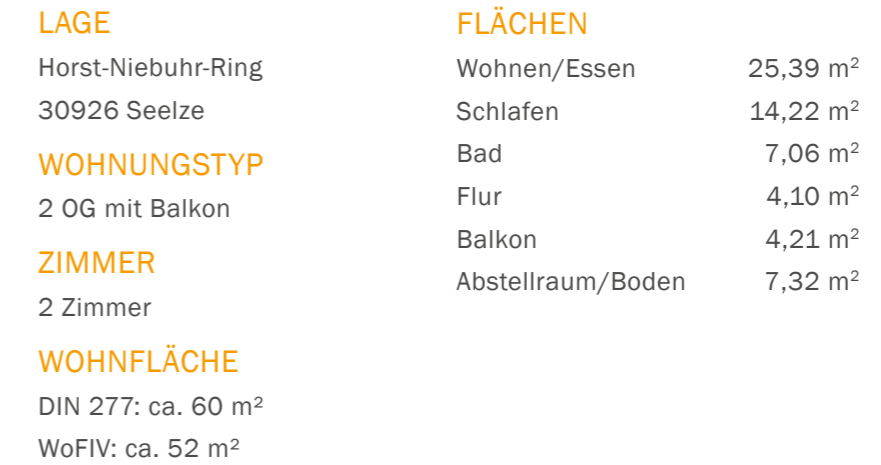 LAGE
Horst-Niebuhr-Ring
30926 Seelze
WOHNUNGSTYP
2 OG mit Balkon
ZIMMER
2 Zimmer
WOHNFLÄCHE
DIN 277: ca. 60 m²
WoFIV: ca. 52 m²
FLÄCHEN
Wohnen/Essen 25,39 m²
Schlafen 14,22 m²
Bad 7,06 m²
Flur 4,10 m²
Balkon 4,21 m²
Abstellraum/Boden 7,32 m²